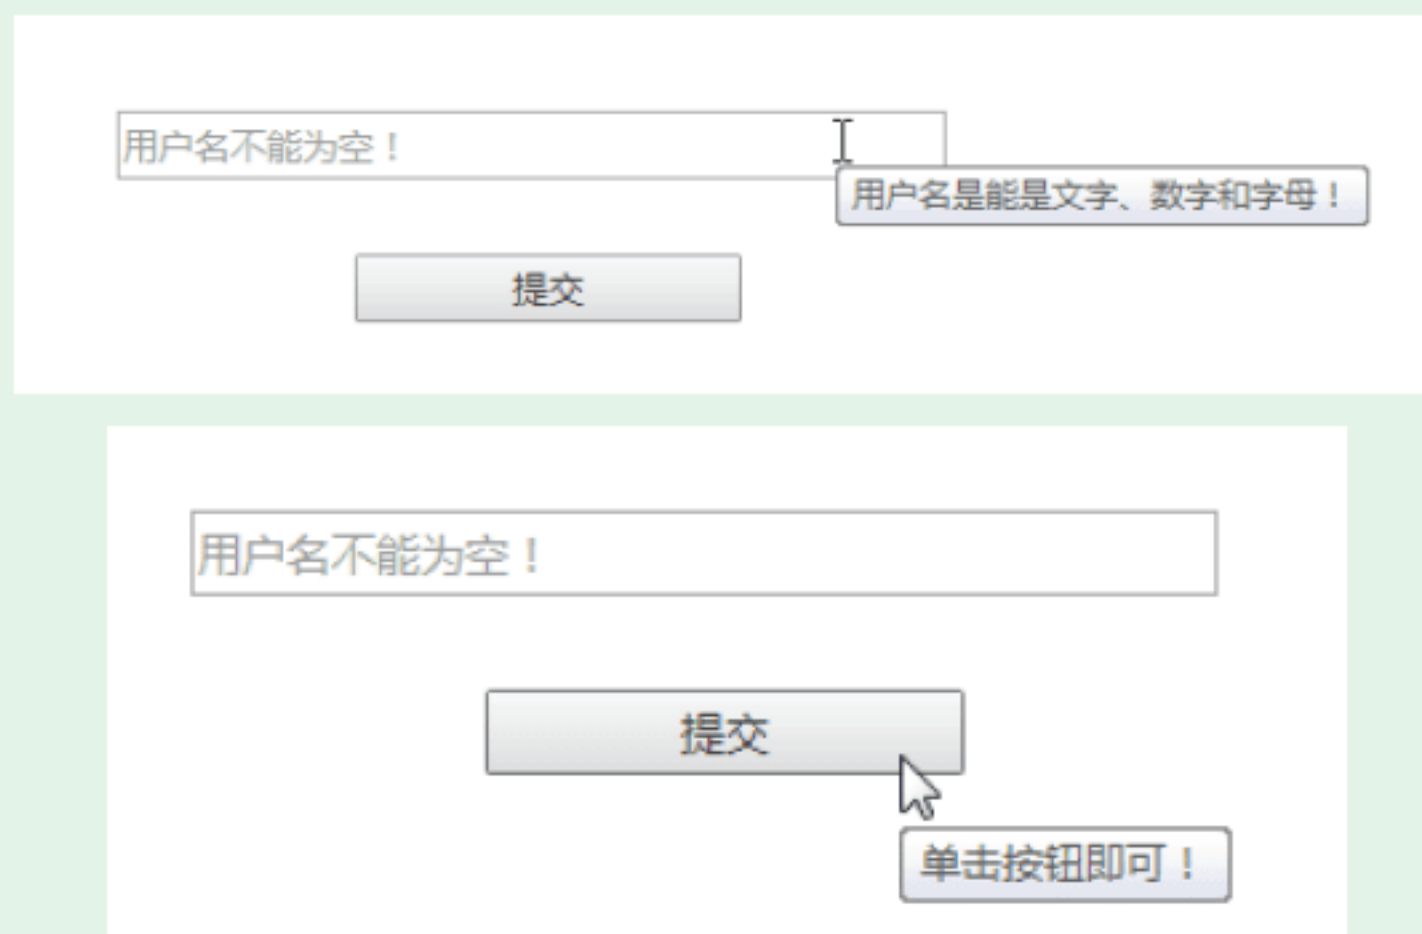 用户名不能为空！
用户名是能是文字、数字和字母！
提交
用户名不能为空！
提交
单击按钮即可！